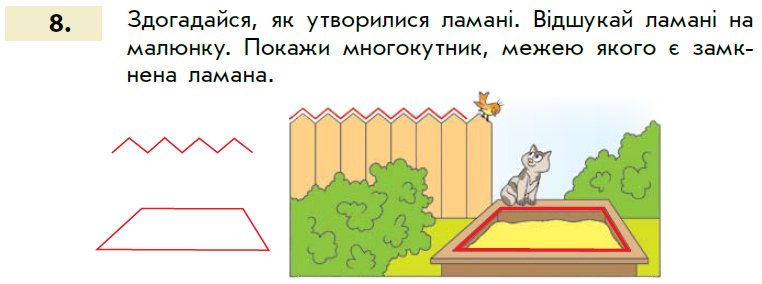 8. Здогадайся, як утворилися ламані. Відшукай ламані на
малюнку. Покажи многокутник, межею якого є замк-
нена ламана.